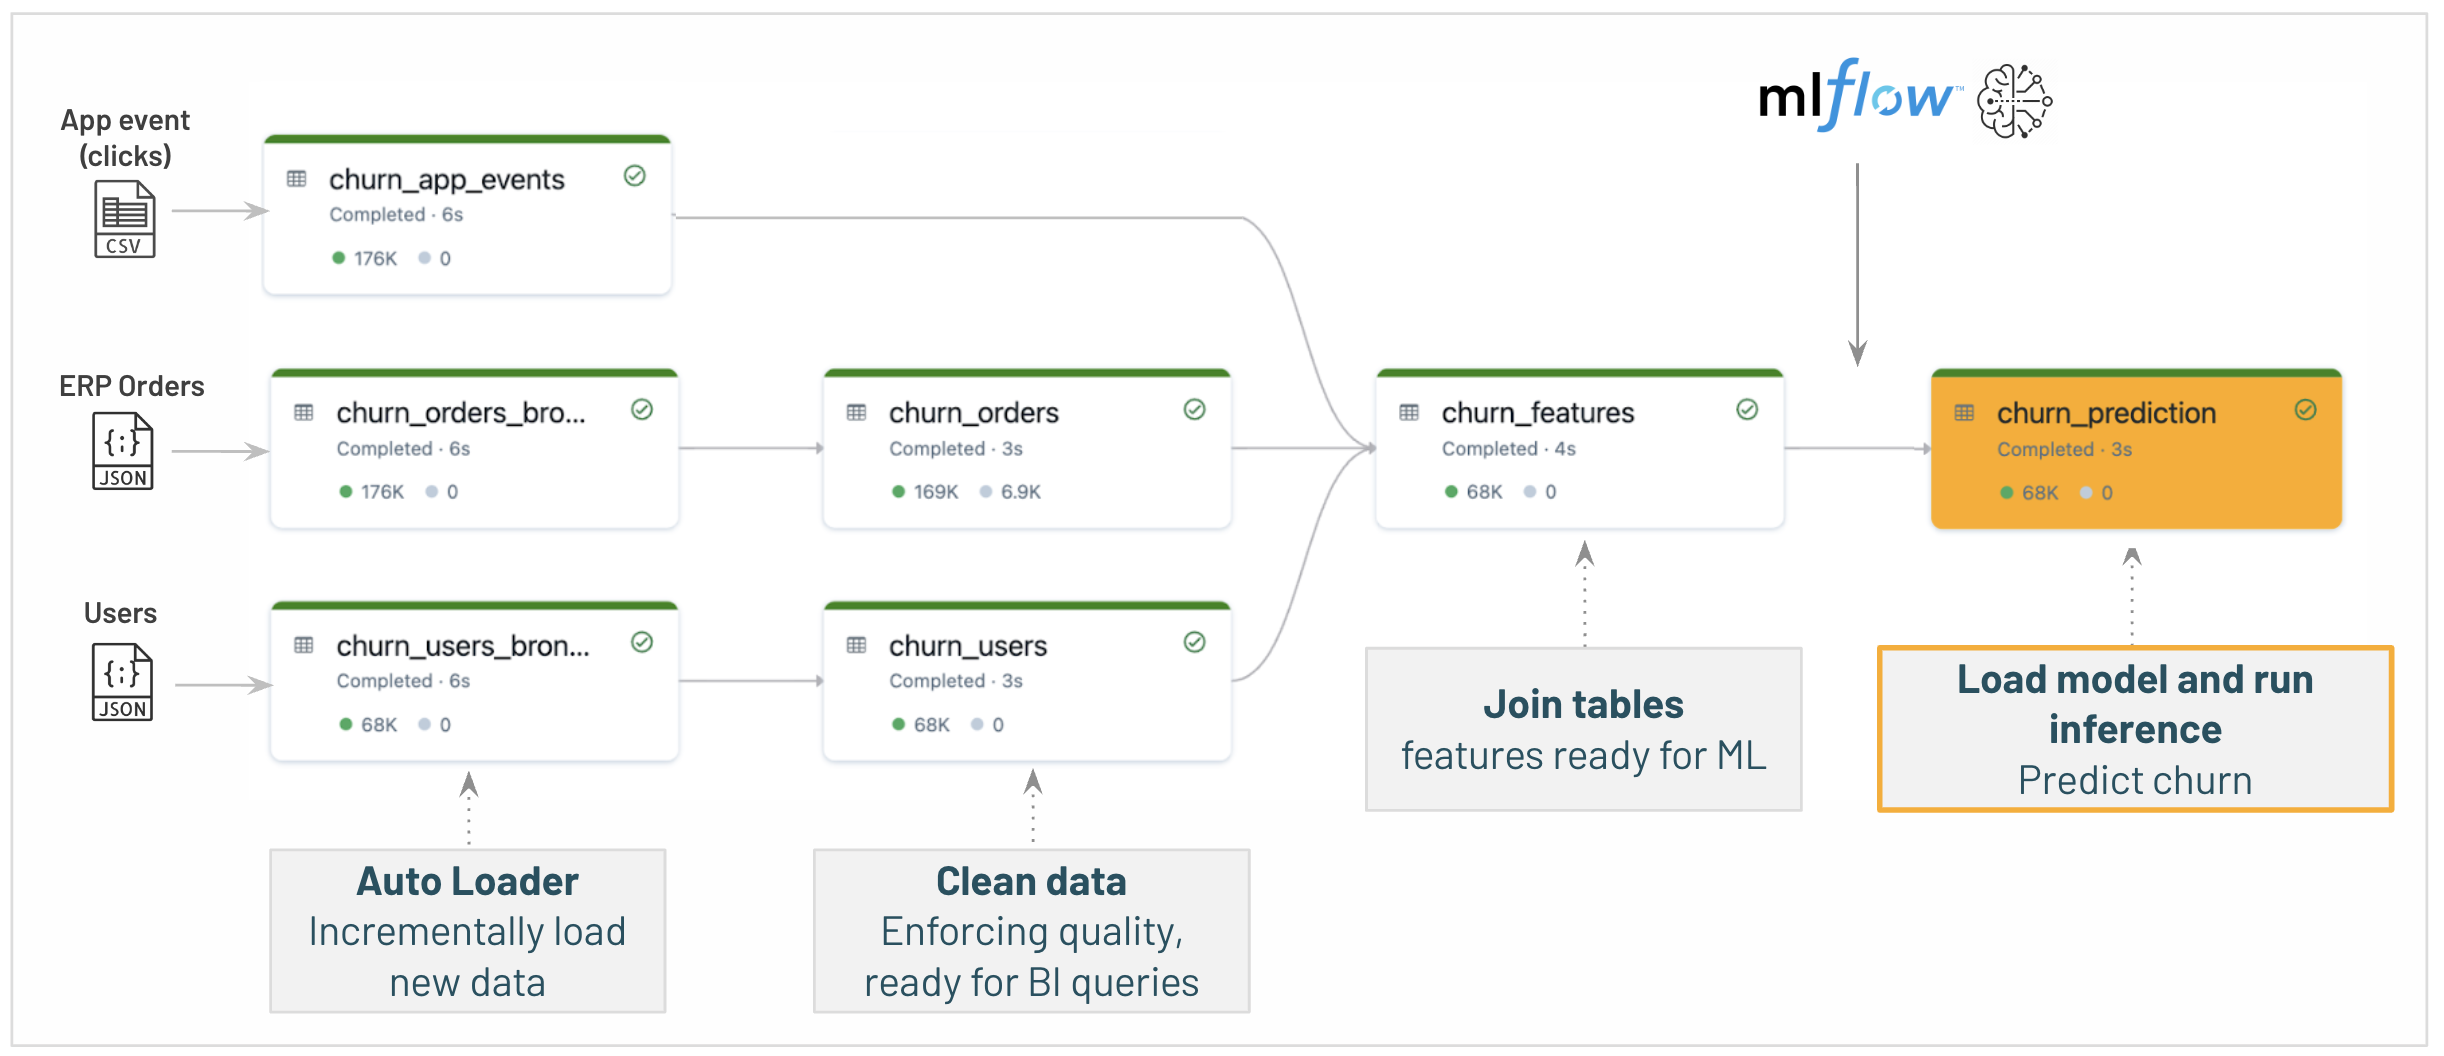 mlflow™
App event
(clicks)
CSV
churn_app_events
Completed · 6s
176K 0
ERP Orders
{;}
JSON
churn_orders_bro...
Completed · 6s
176K 0
churn_orders
Completed · 3s
169K 6.9K
churn_features
Completed · 4s
68K 0
churn_prediction
Completed · 3s
68K 0
Users
{;}
JSON
churn_users_bron...
Completed · 6s
68K 0
churn_users
Completed · 3s
68K 0
Join tables
features ready for ML
Load model and run
inference
Predict churn
Auto Loader
Incrementally load
new data
Clean data
Enforcing quality,
ready for BI queries